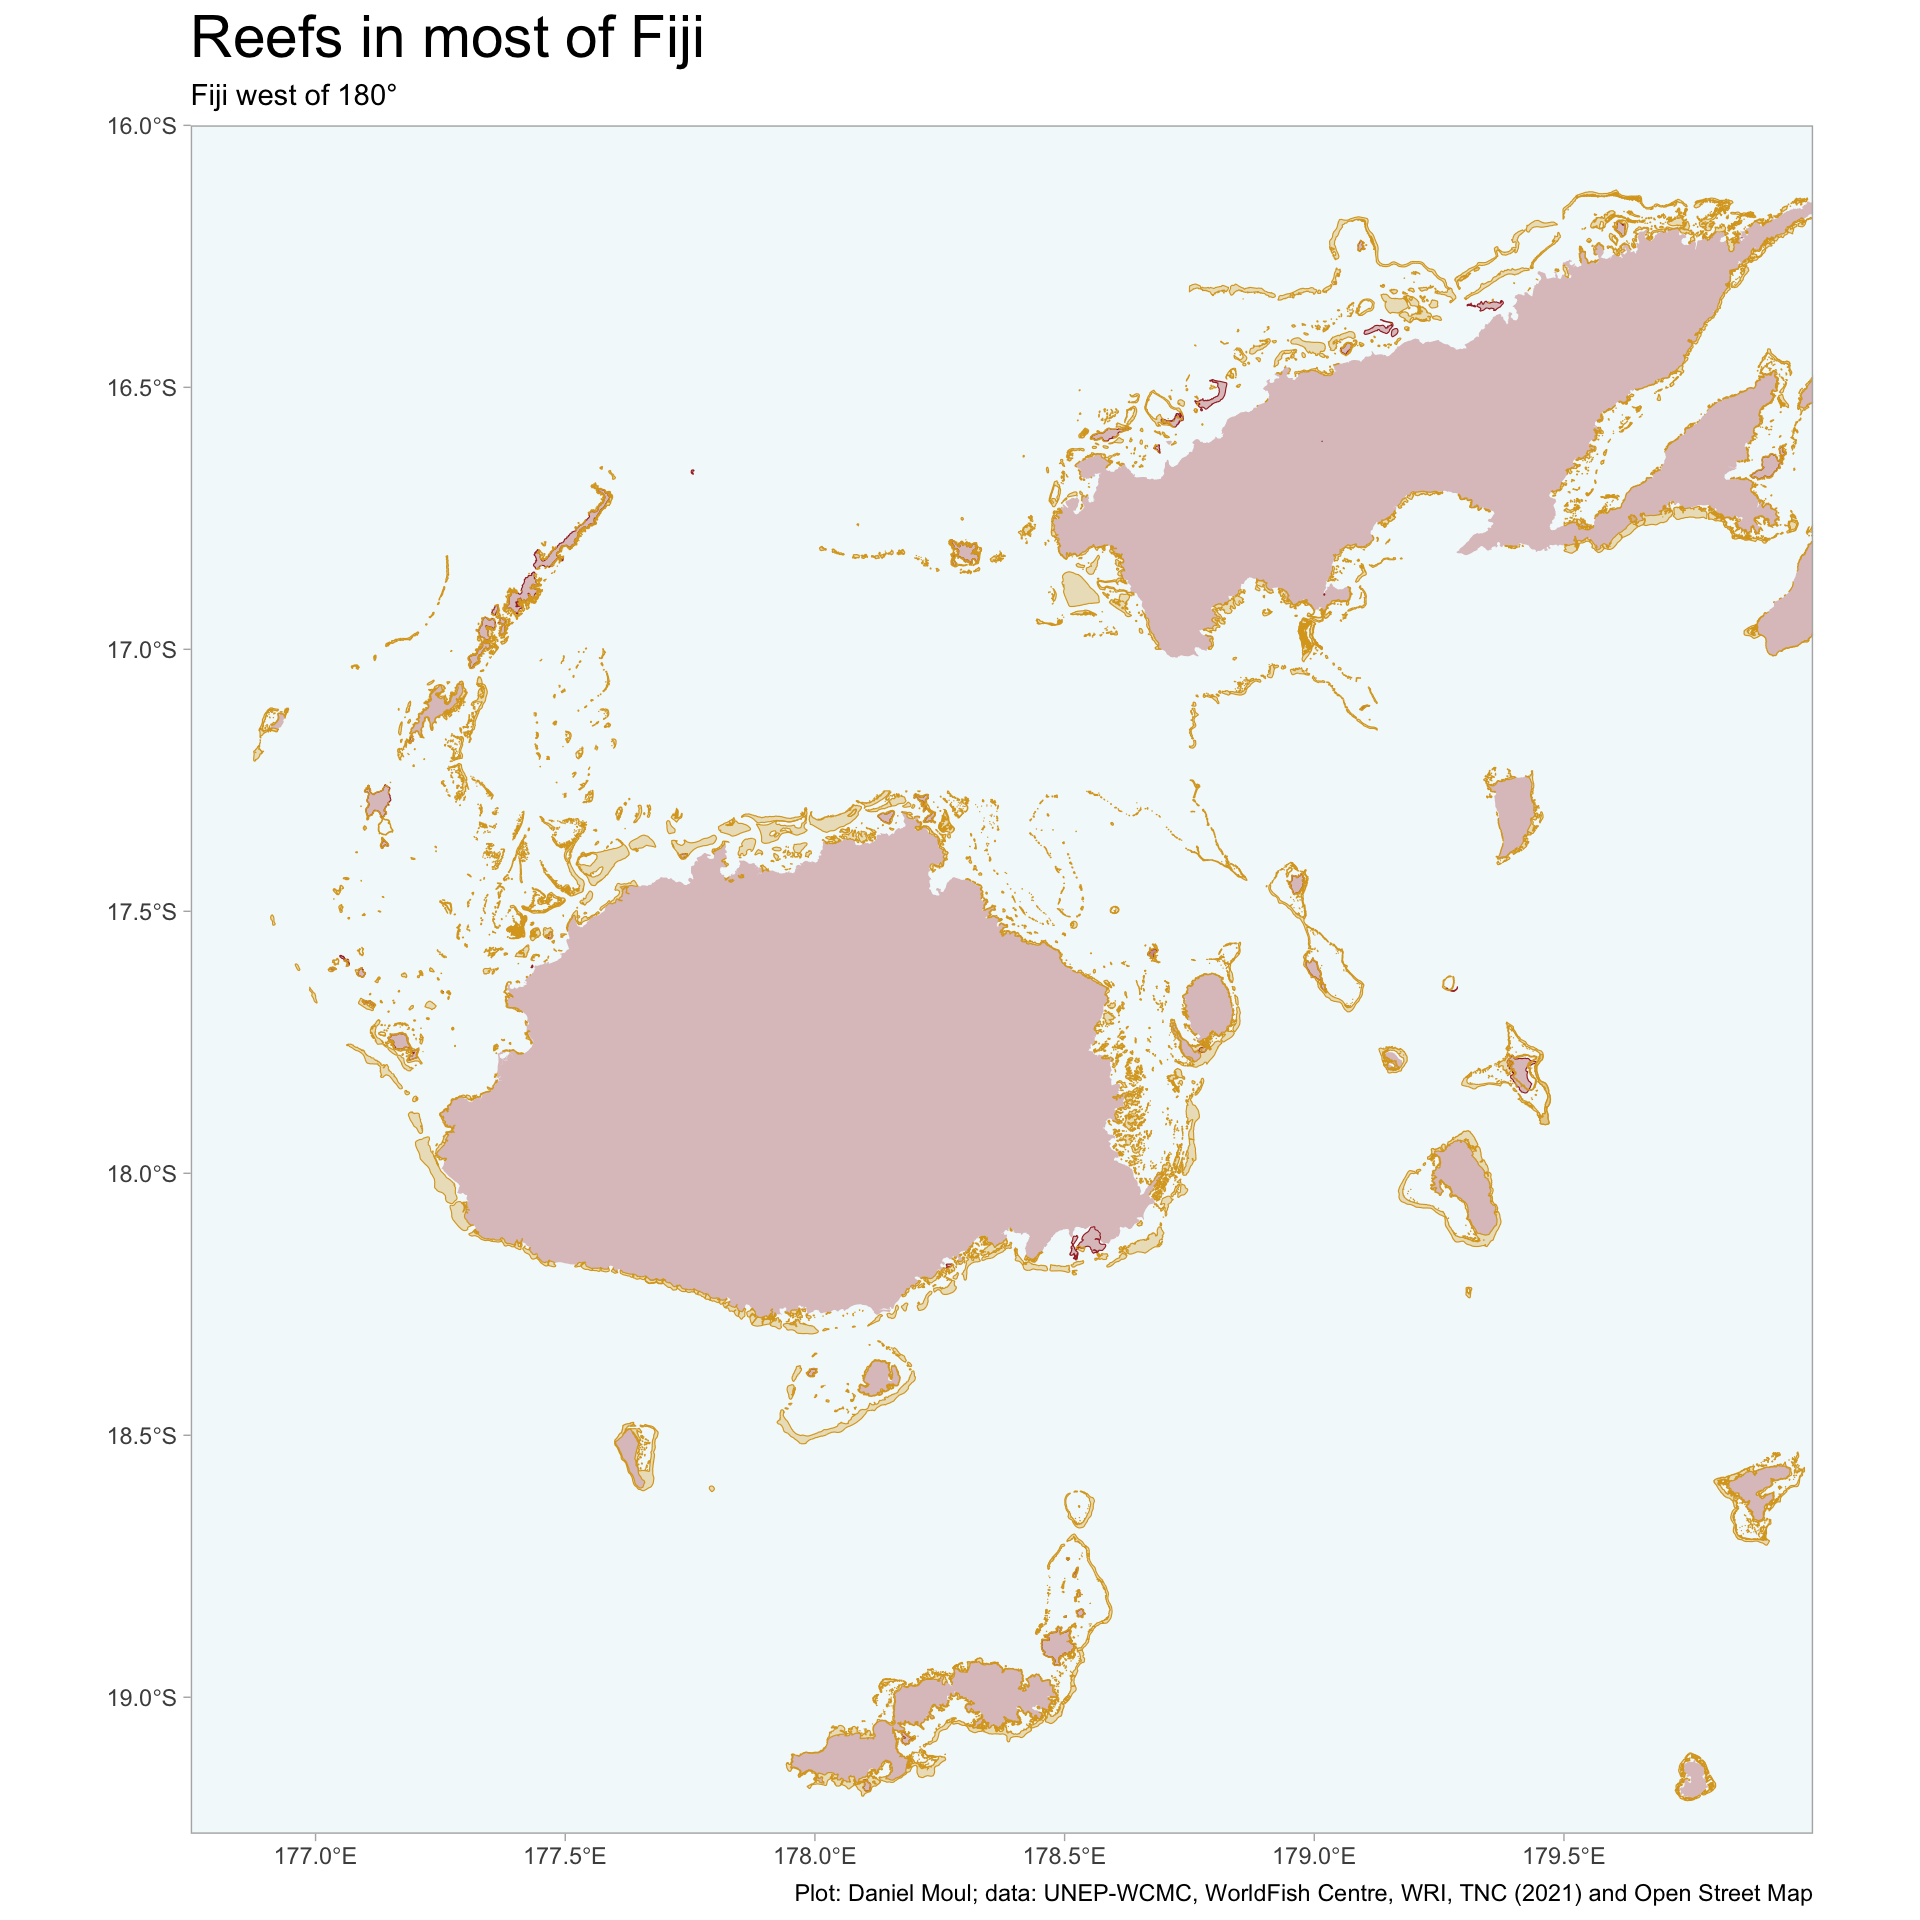 Reefs in most of Fiji
Fiji west of 180°
16.0°S
16.5°S
17.0°S
17.5°S
18.0°S
18.5°S
19.0°S
177.0°E 177.5°E 178.0°E 178.5°E 179.0°E 179.5°E
Plot: Daniel Moul; data: UNEP-WCMC, WorldFish Centre, WRI, TNC (2021) and Open Street Map